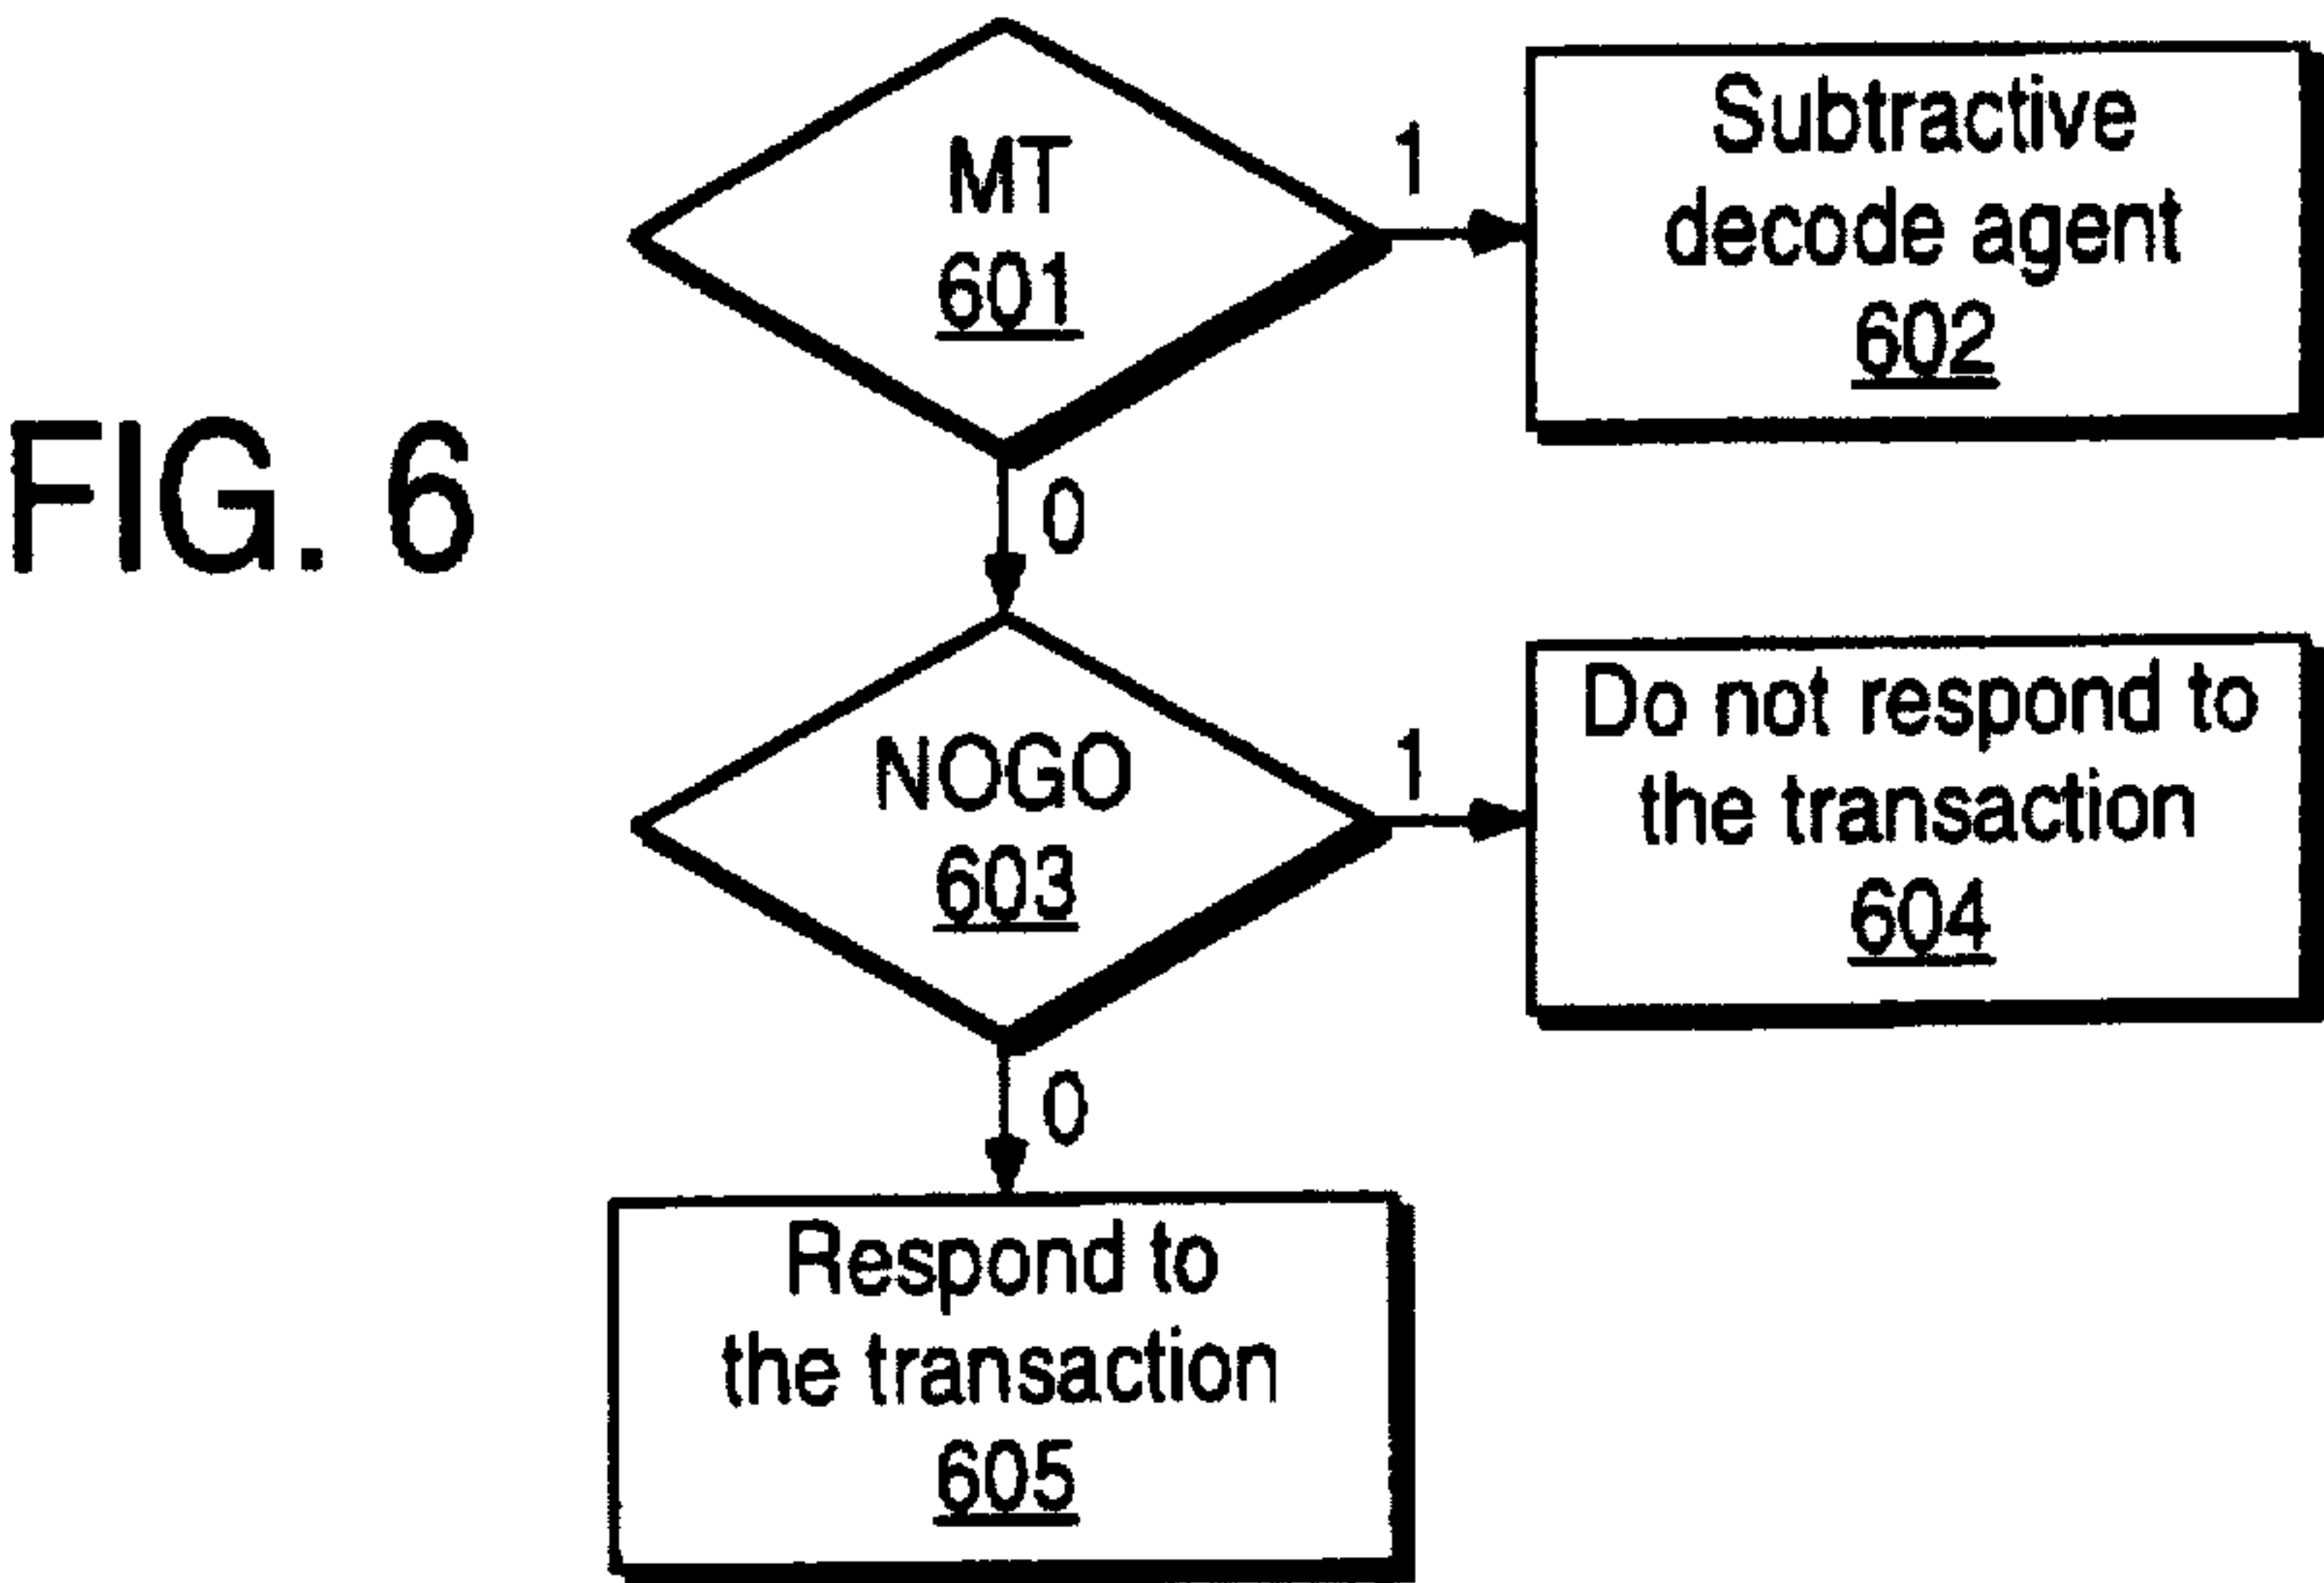 FIG. 6
MT
601
1
Subtractive
decode agent
602
0
NOGO
603
1
Do not respond to
the transaction
604
0
Respond to
the transaction
605